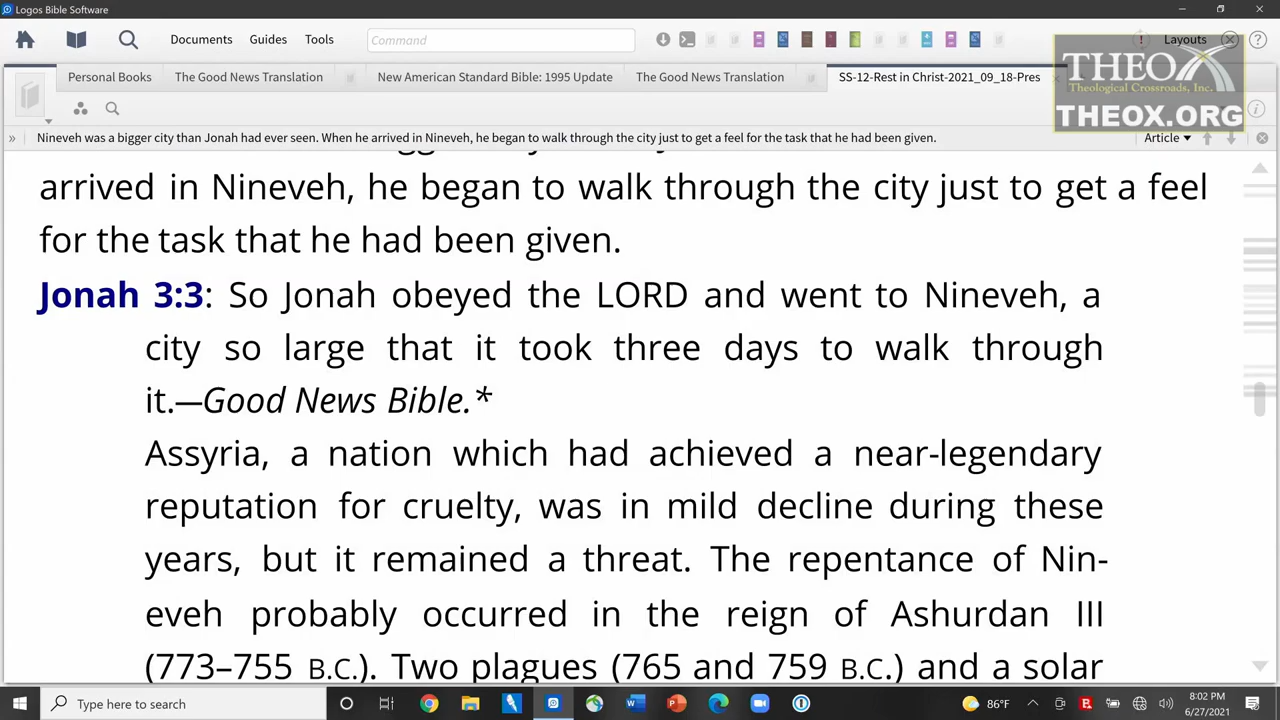 Logos Bible Software
Documents Guides Tools Command Layouts
Personal Books The Good News Translation New American Standard Bible: 1995 Update The Good News Translation SS-12-Rest in Christ-2021_09_18-Pres
THEOX
Theological Crossroads, Inc.
THEOX.ORG
Nineveh was a bigger city than Jonah had ever seen. When he arrived in Nineveh, he began to walk through the city just to get a feel for the task that he had been given. Article
arrived in Nineveh, he began to walk through the city just to get a feel
for the task that he had been given.
Jonah 3:3: So Jonah obeyed the LORD and went to Nineveh, a
city so large that it took three days to walk through
it.—Good News Bible.*
Assyria, a nation which had achieved a near-legendary
reputation for cruelty, was in mild decline during these
years, but it remained a threat. The repentance of Nin-
eveh probably occurred in the reign of Ashurdan III
(773–755 B.C.). Two plagues (765 and 759 B.C.) and a solar
Type here to search
86°F
8:02 PM
6/27/2021